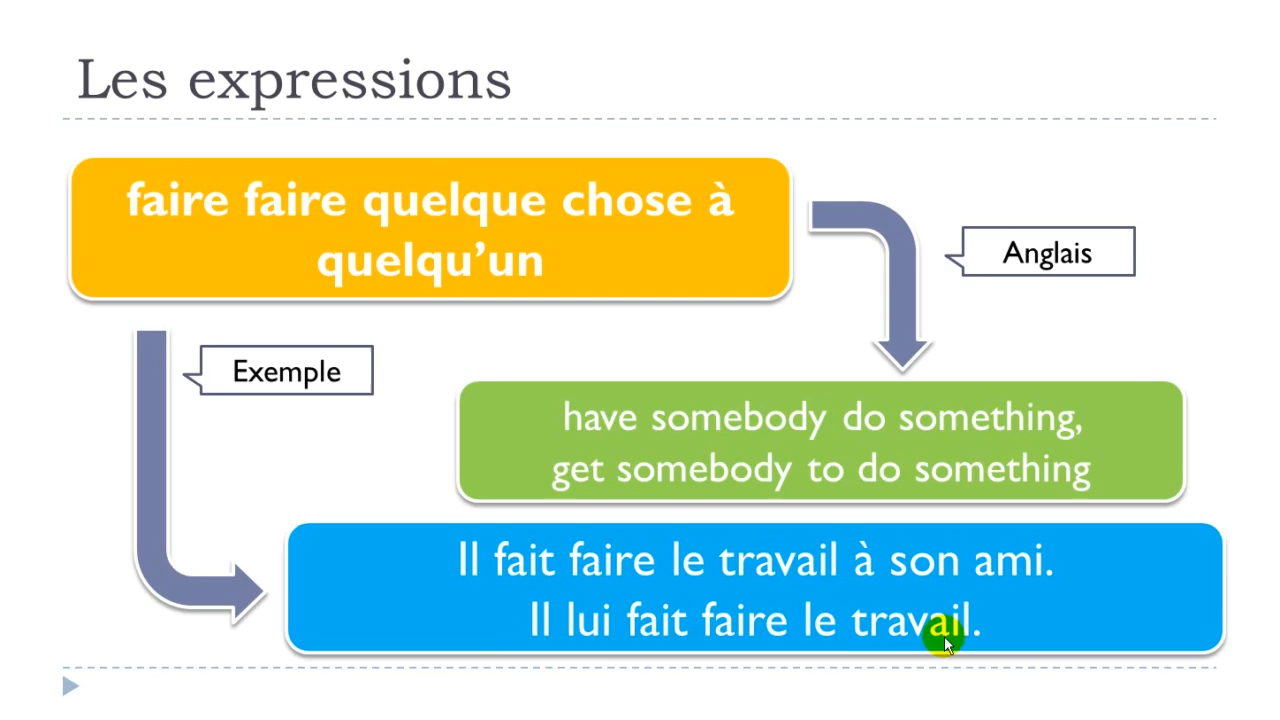 Les expressions
faire faire quelque chose à
quelqu’un
Anglais
Exemple
have somebody do something,
get somebody to do something
Il fait faire le travail à son ami.
Il lui fait faire le travail.